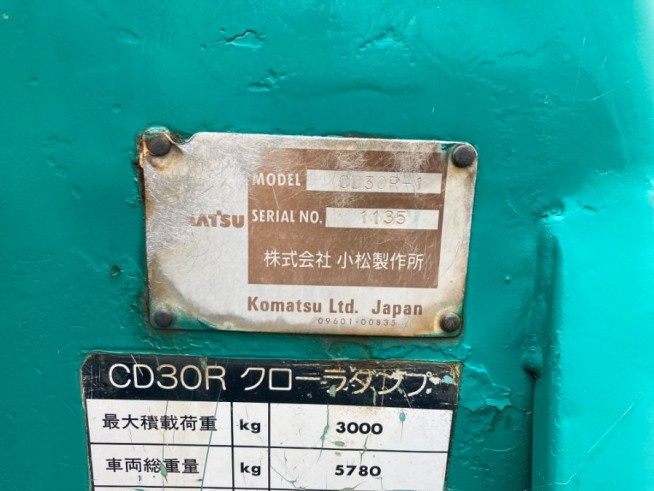 MODEL CD30R-1
ATSU SERIAL NO. 1135
株式会社 小松製作所
Komatsu Ltd. Japan
09601-00835
CD30R クローラダンプ
最大積載荷重 kg 3000
車両総重量 kg 5780